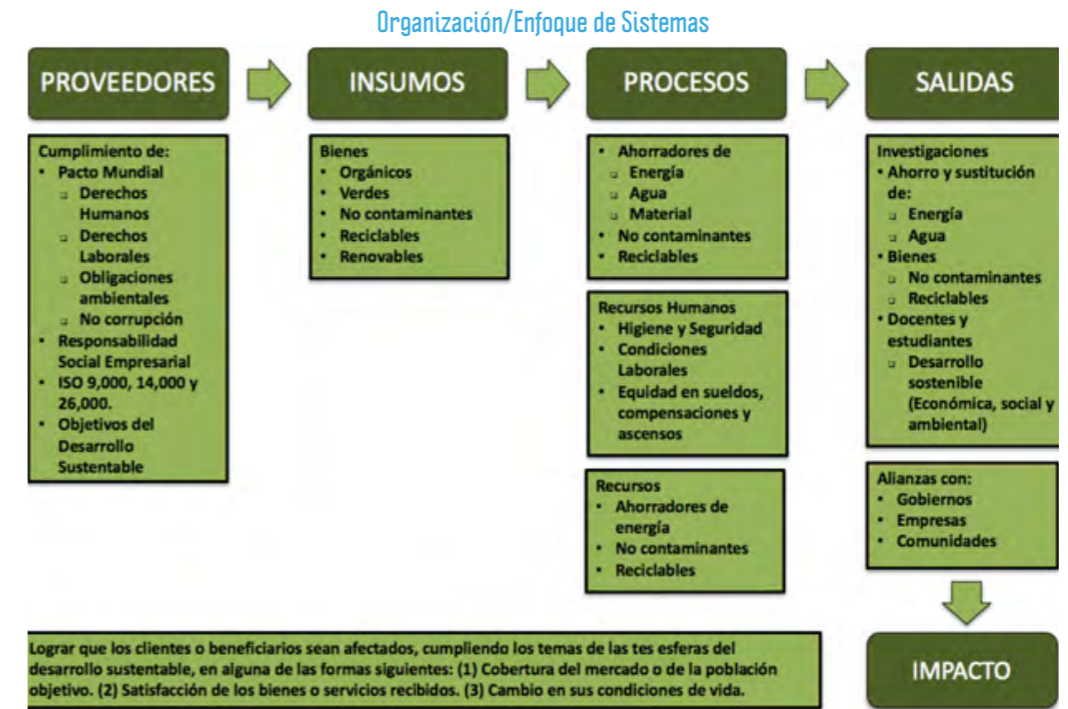 Organización/Enfoque de Sistemas
PROVEEDORES
INSUMOS
PROCESOS
SALIDAS
Cumplimiento de:
• Pacto Mundial
❑ Derechos
Humanos
❑ Derechos
Laborales
❑ Obligaciones
ambientales
❑ No corrupción
• Responsabilidad
Social Empresarial
• ISO 9,000, 14,000 y
26,000.
• Objetivos del
Desarrollo
Sustentable
Bienes
• Orgánicos
• Verdes
• No contaminantes
• Reciclables
• Renovables
• Ahorradores de
❑ Energía
❑ Agua
❑ Material
• No contaminantes
• Reciclables
Recursos Humanos
• Higiene y Seguridad
• Condiciones
Laborales
• Equidad en sueldos,
compensaciones y
ascensos
Recursos
• Ahorradores de
energía
• No contaminantes
• Reciclables
Investigaciones
• Ahorro y sustitución
de:
❑ Energía
❑ Agua
• Bienes
❑ No contaminantes
❑ Reciclables
• Docentes y
estudiantes
❑ Desarrollo
sostenible
(Económica, social y
ambiental)
Alianzas con:
• Gobiernos
• Empresas
• Comunidades
Lograr que los clientes o beneficiarios sean afectados, cumpliendo los temas de las tes esferas del
desarrollo sustentable, en alguna de las formas siguientes: (1) Cobertura del mercado o de la población
objetivo. (2) Satisfacción de los bienes o servicios recibidos. (3) Cambio en sus condiciones de vida.
IMPACTO